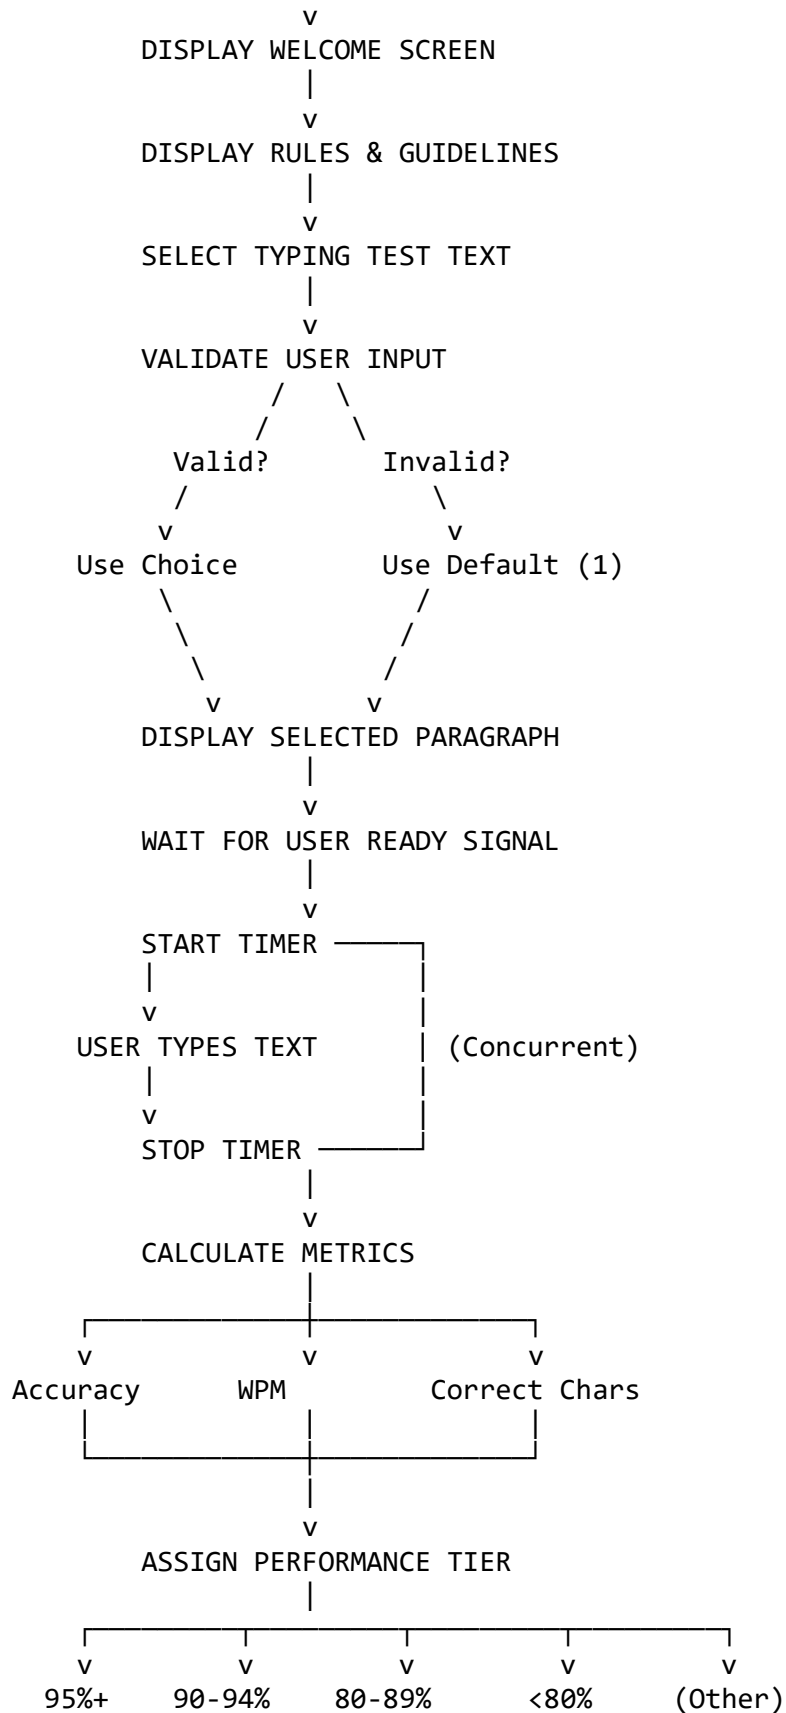 v
DISPLAY WELCOME SCREEN
|
v
DISPLAY RULES & GUIDELINES
|
v
SELECT TYPING TEST TEXT
|
v
VALIDATE USER INPUT
/ \
/ \
Valid? Invalid?
/ \
v v
Use Choice Use Default (1)
\ /
\ /
\ /
v v
DISPLAY SELECTED PARAGRAPH
|
v
WAIT FOR USER READY SIGNAL
|
v
START TIMER ─────┐
| |
v |
USER TYPES TEXT | (Concurrent)
| |
v |
STOP TIMER ──────┘
|
v
CALCULATE METRICS
|
┌─────────────┼─────────────┐
v v v
Accuracy WPM Correct Chars
| | |
└─────────────┼─────────────┘
|
v
ASSIGN PERFORMANCE TIER
|
┌─────────┬─────────┬─────────┬─────────┐
v v v v v
95%+ 90-94% 80-89% <80% (Other)